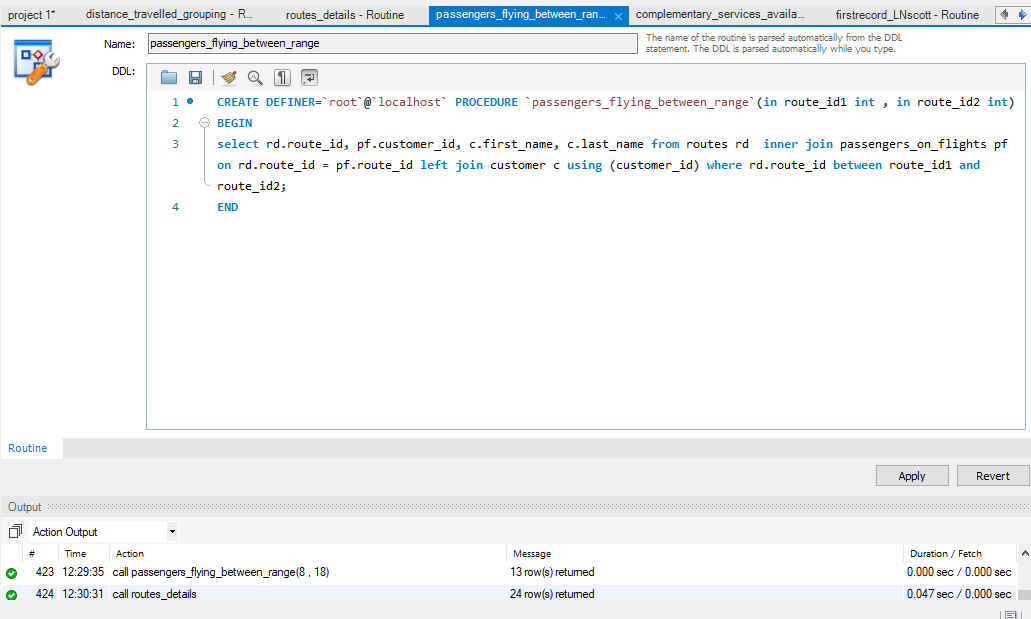 project 1* distance_travelled_grouping - R... routes_details - Routine passengers_flying_between_ran... × complementary_services_availa... firstrecord_LNscott - Routine
Name: passengers_flying_between_range The name of the routine is parsed automatically from the DDL
statement. The DDL is parsed automatically while you type.
DDL:
1 CREATE DEFINER=`root`@`localhost` PROCEDURE `passengers_flying_between_range`(in route_id1 int , in route_id2 int)
2 BEGIN
3 select rd.route_id, pf.customer_id, c.first_name, c.last_name from routes rd  inner join passengers_on_flights pf
on rd.route_id = pf.route_id left join customer c using (customer_id) where rd.route_id between route_id1 and
route_id2;
4 END
Routine
Apply Revert
Output
Action Output
# Time Action Message Duration / Fetch
423 12:29:35 call passengers_flying_between_range(8 , 18) 13 row(s) returned 0.000 sec / 0.000 sec
424 12:30:31 call routes_details 24 row(s) returned 0.047 sec / 0.000 sec